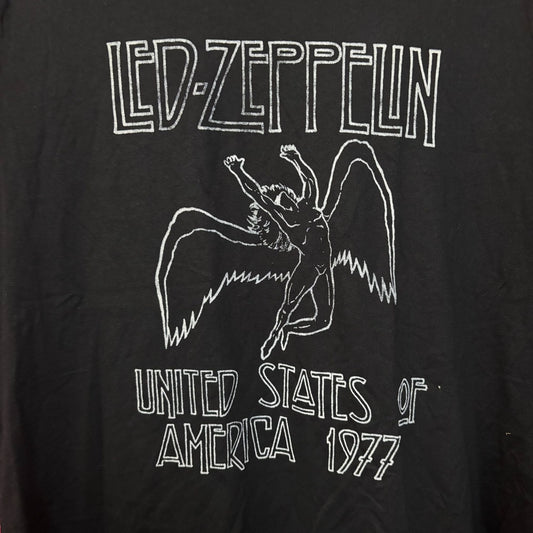 LED-ZEPPELIN
UNITED STATES OF
AMERICA 1977